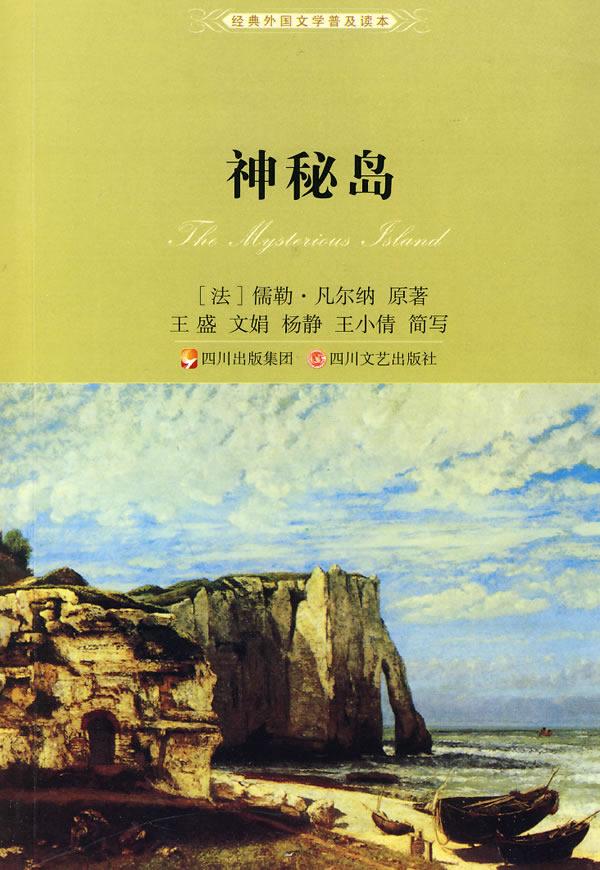 经典外国文学普及读本
神秘岛
The Mysterious Island
［法］儒勒·凡尔纳 原著
王盛 文娟 杨静 王小倩 简写
四川出版集团 四川文艺出版社